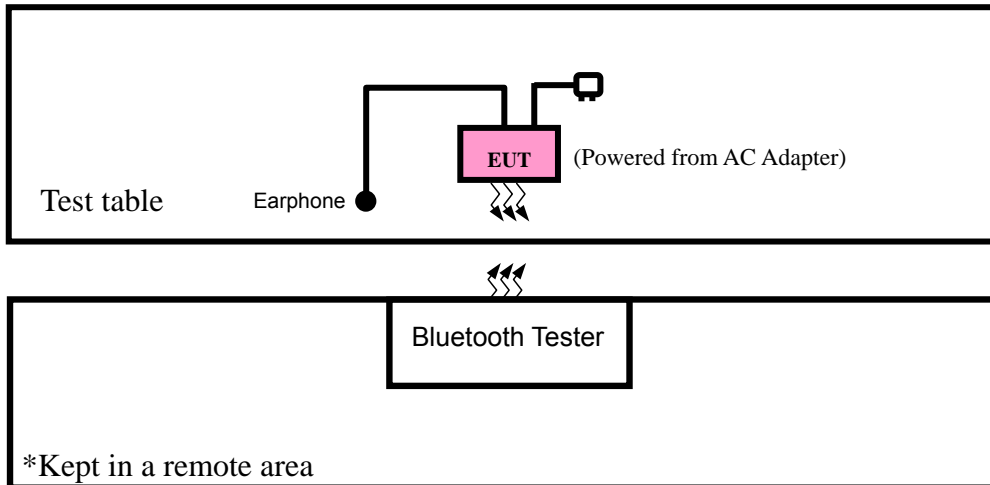 EUT
(Powered from AC Adapter)
Test table
Earphone
Bluetooth Tester
*Kept in a remote area